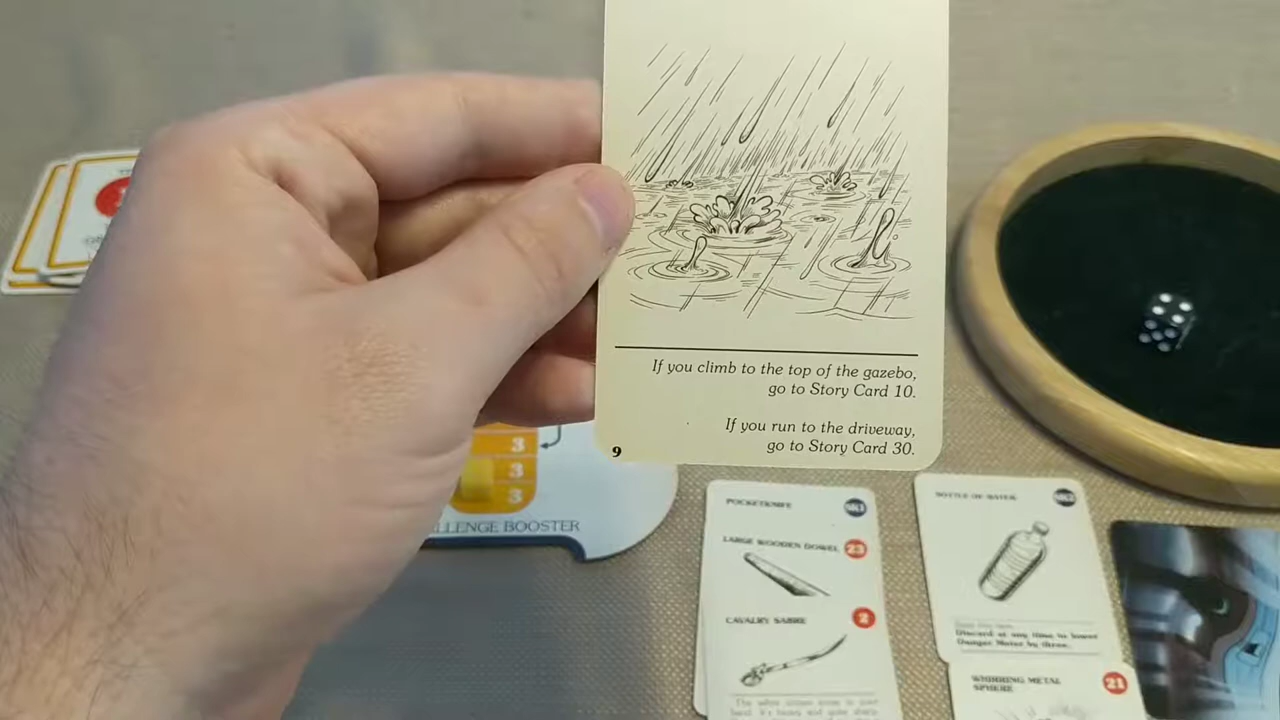 If you climb to the top of the gazebo,
go to Story Card 10.
If you run to the driveway,
go to Story Card 30.
9
3
3
3
LLENGE BOOSTER
POCKETKNIFE
LARGE WOODEN DOWEL
23
CAVALRY SABRE
2
BOTTLE OF WATER
Discard at any time to lower
Danger Meter by three.
WHIRRING METAL
SPHERE
21